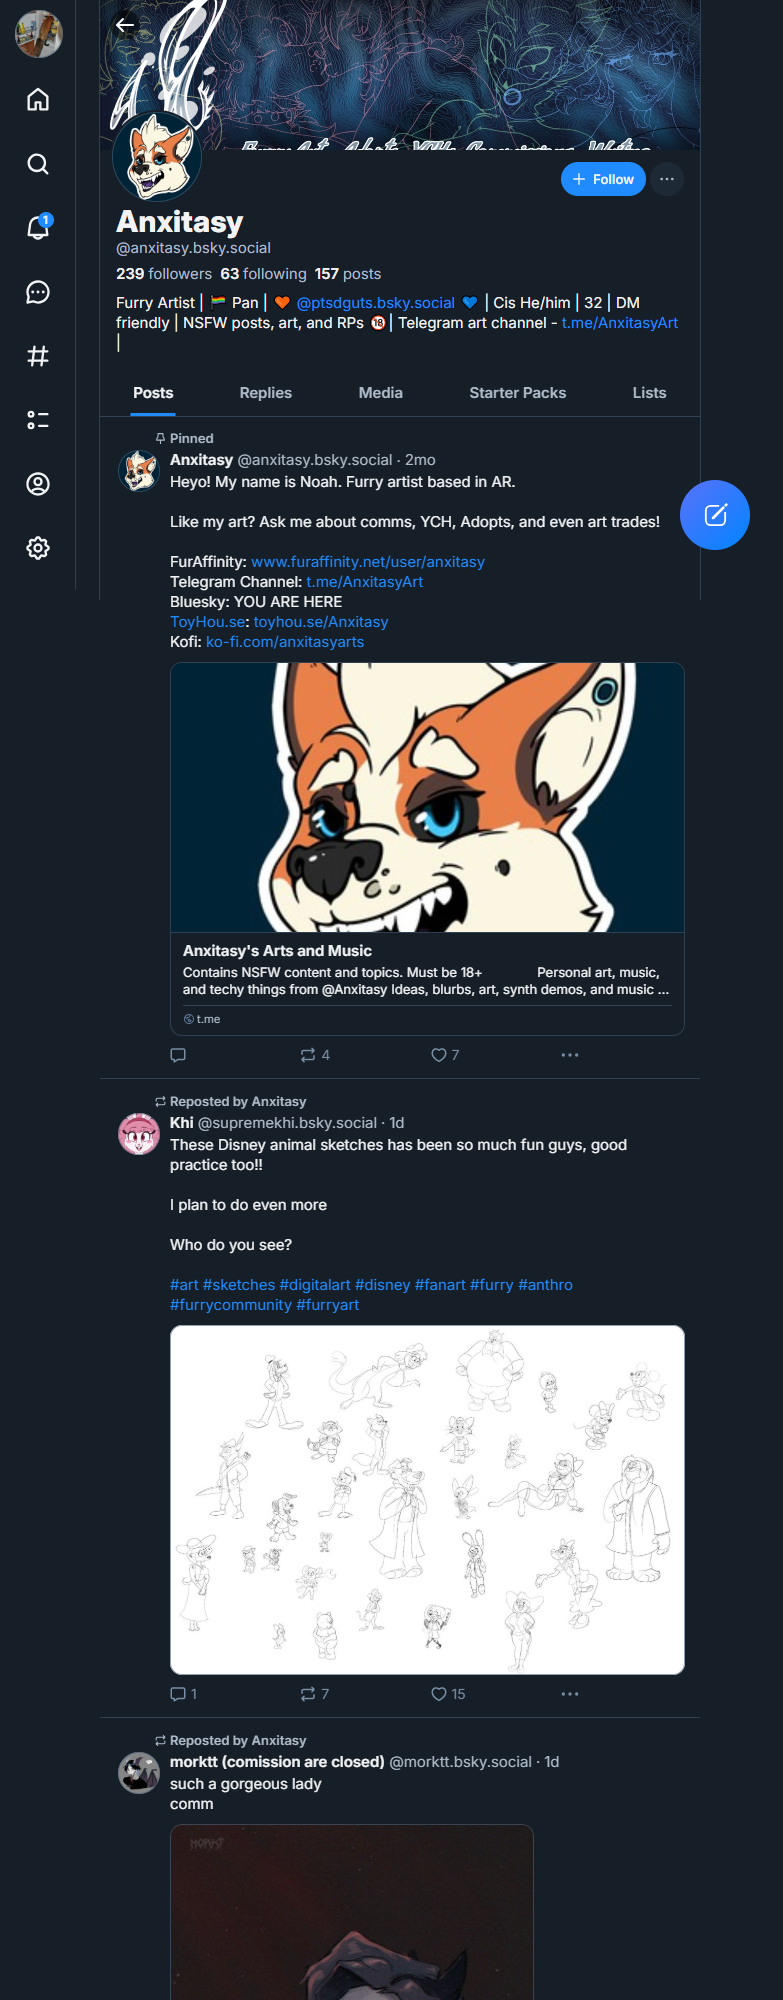 Furry Art, Adopts, YCHs, Commissions, Writing
Follow
Anxitasy
@anxitasy.bsky.social
239 followers 63 following 157 posts
Furry Artist | 🏳️‍🌈 Pan | 🧡 @ptsdguts.bsky.social 💙 | Cis He/him | 32 | DM
friendly | NSFW posts, art, and RPs 🔞 | Telegram art channel - t.me/AnxitasyArt
|
Posts Replies Media Starter Packs Lists
Pinned
Anxitasy @anxitasy.bsky.social · 2mo
Heyo! My name is Noah. Furry artist based in AR.
Like my art? Ask me about comms, YCH, Adopts, and even art trades!
FurAffinity: www.furaffinity.net/user/anxitasy
Telegram Channel: t.me/AnxitasyArt
Bluesky: YOU ARE HERE
ToyHou.se: toyhou.se/Anxitasy
Kofi: ko-fi.com/anxitasyarts
Anxitasy's Arts and Music
Contains NSFW content and topics. Must be 18+ Personal art, music,
and techy things from @Anxitasy Ideas, blurbs, art, synth demos, and music ...
t.me
4 7
Reposted by Anxitasy
Khi @supremekhi.bsky.social · 1d
These Disney animal sketches has been so much fun guys, good
practice too!!
I plan to do even more
Who do you see?
#art #sketches #digitalart #disney #fanart #furry #anthro
#furrycommunity #furryart
1 7 15
Reposted by Anxitasy
morktt (comission are closed) @morktt.bsky.social · 1d
such a gorgeous lady
comm